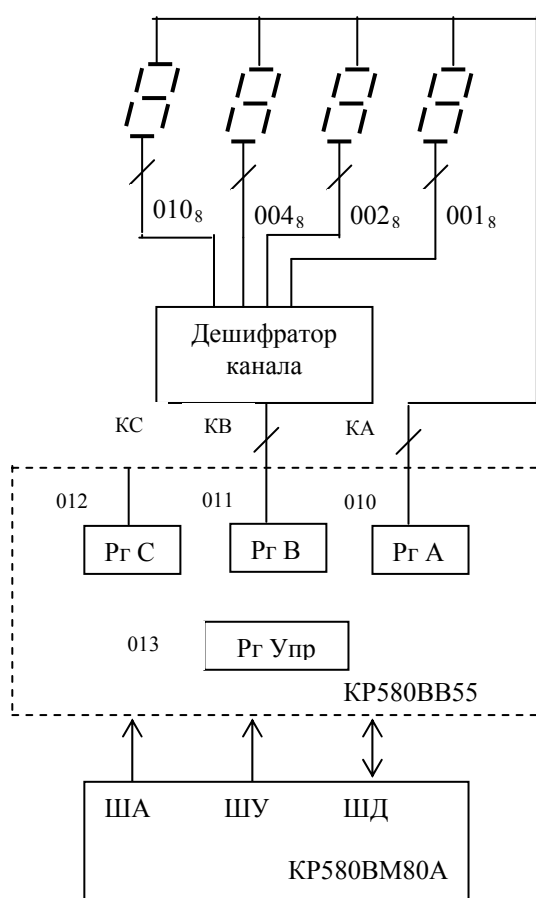 010₈ 004₈ 002₈ 001₈
Дешифратор
канала
КС КВ КА
012 011 010
Рг С Рг В Рг А
013 Рг Упр
КР580ВВ55
ША ШУ ШД
КР580ВМ80А